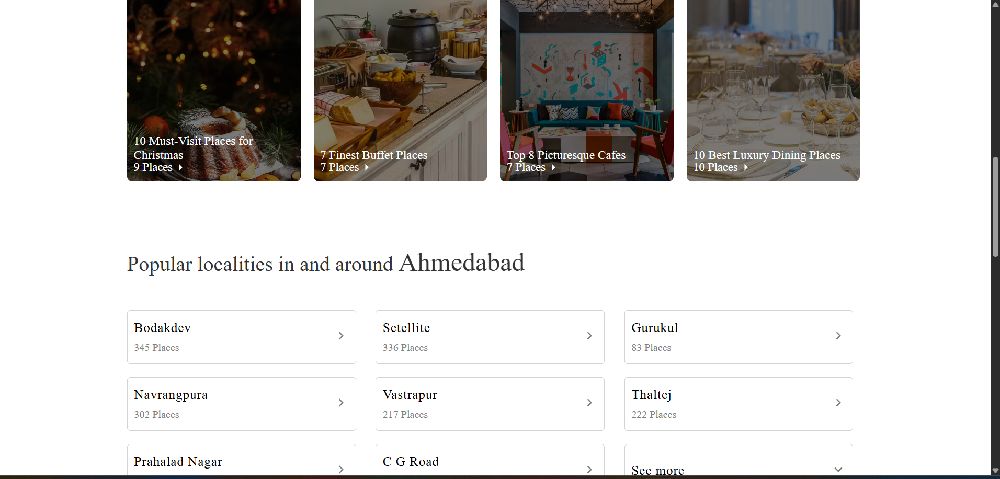 10 Must-Visit Places for
Christmas
9 Places
7 Finest Buffet Places
7 Places
Top 8 Picturesque Cafes
7 Places
10 Best Luxury Dining Places
10 Places
Popular localities in and around Ahmedabad
Bodakdev
345 Places
Setellite
336 Places
Gurukul
83 Places
Navrangpura
302 Places
Vastrapur
217 Places
Thaltej
222 Places
Prahalad Nagar
C G Road
See more